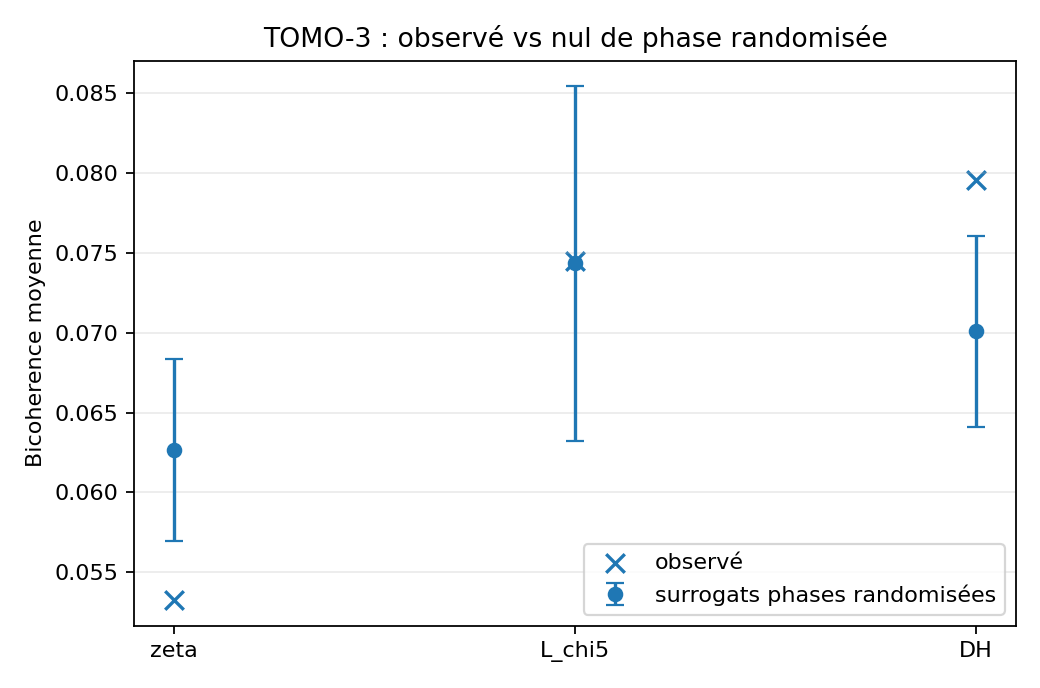 TOMO-3 : observé vs nul de phase randomisée
Bicoherence moyenne
0.085
0.080
0.075
0.070
0.065
0.060
0.055
zeta
L_chi5
DH
observé
surrogats phases randomisées